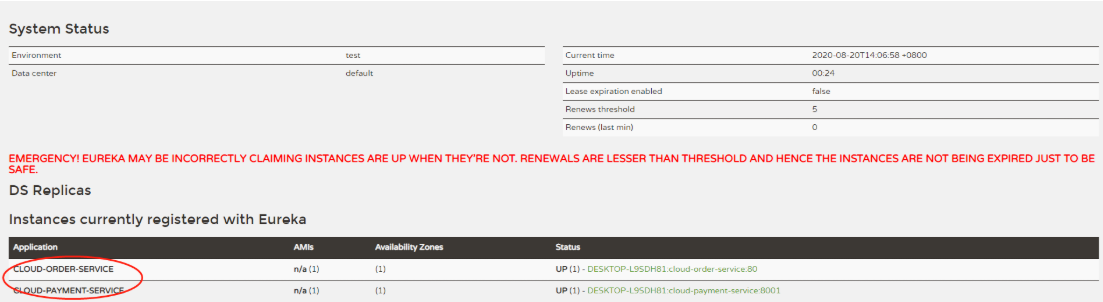 System Status
Environment test
Data center default
Current time 2020-08-20T14:06:58 +0800
Uptime 00:24
Lease expiration enabled false
Renews threshold 5
Renews (last min) 0
EMERGENCY! EUREKA MAY BE INCORRECTLY CLAIMING INSTANCES ARE UP WHEN THEY'RE NOT. RENEWALS ARE LESSER THAN THRESHOLD AND HENCE THE INSTANCES ARE NOT BEING EXPIRED JUST TO BE
SAFE.
DS Replicas
Instances currently registered with Eureka
Application AMIs Availability Zones Status
CLOUD-ORDER-SERVICE n/a (1) (1) UP (1) - DESKTOP-L9SDH81:cloud-order-service:80
CLOUD-PAYMENT-SERVICE n/a (1) (1) UP (1) - DESKTOP-L9SDH81:cloud-payment-service:8001